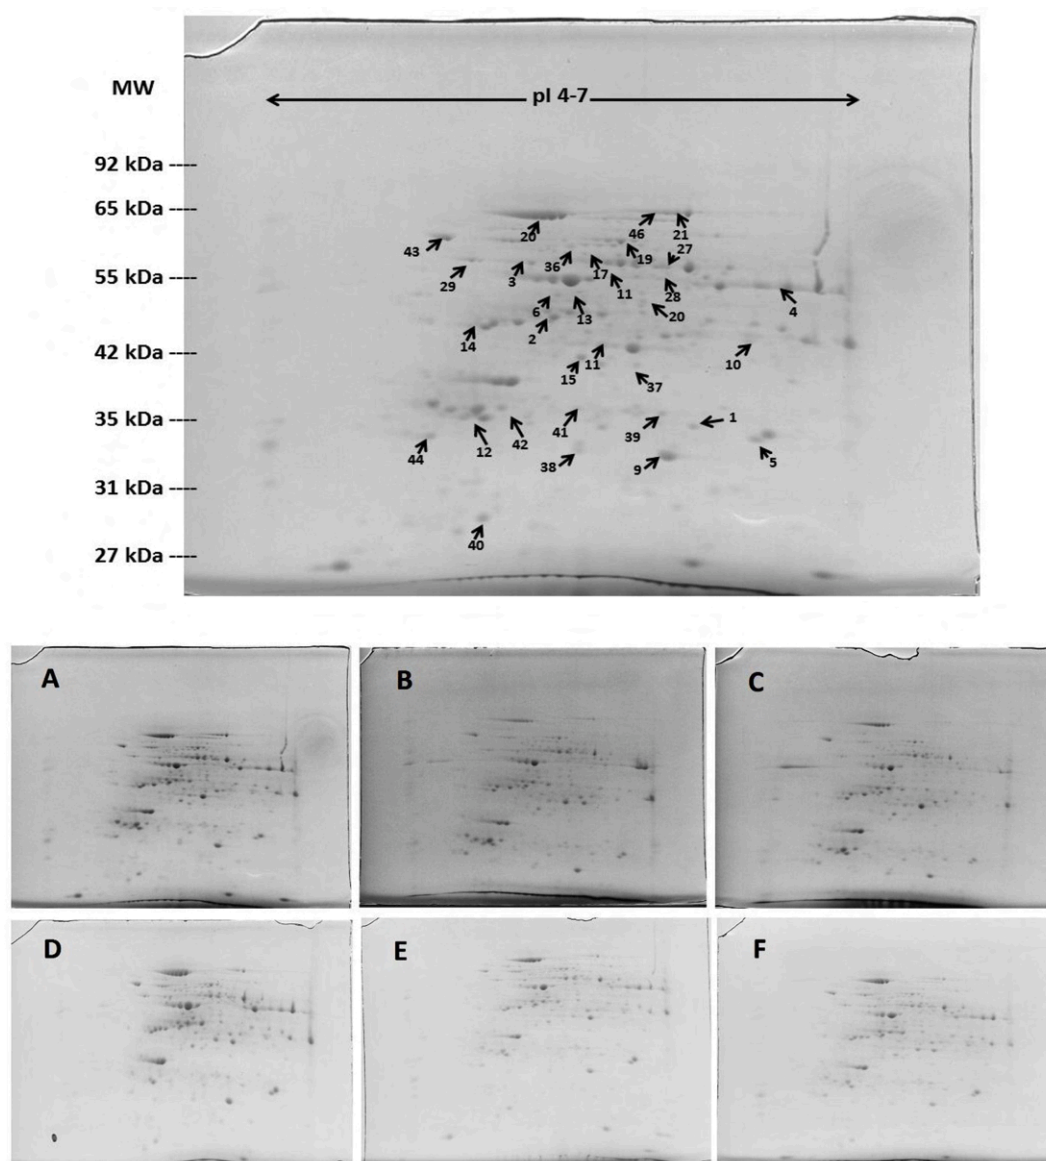 MW
pI 4-7
92 kDa ----
65 kDa ----
20 46 21
43 36 17 19 27
29 3 11 28
55 kDa ----
6 13 20 4
14 2
42 kDa ----
15 11 37 10
35 kDa ----
44 12 42 41 39 1
38 9 5
31 kDa ----
40
27 kDa ----
A B C
D E F